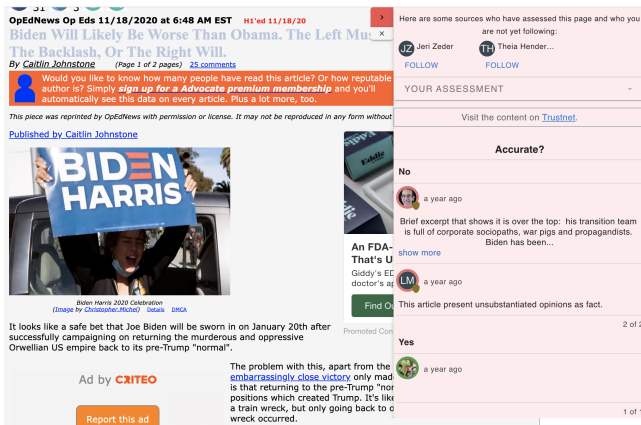 OpEdNews Op Eds 11/18/2020 at 6:48 AM EST H1'ed 11/18/20
Biden Will Likely Be Worse Than Obama. The Left Mu
The Backlash, Or The Right Will.
By Caitlin Johnstone (Page 1 of 2 pages) 25 comments
Would you like to know how many people have read this article? Or how reputable
author is? Simply sign up for a Advocate premium membership and you'll
automatically see this data on every article. Plus a lot more, too.
This piece was reprinted by OpEdNews with permission or license. It may not be reproduced in any form without
Published by Caitlin Johnstone
BIDEN
HARRIS
Biden Harris 2020 Celebration
(Image by Christopher.Michel) Details DMCA
Eddie
An FDA-
That's U
Giddy's ED
doctor's ap
Find O
Promoted Con
It looks like a safe bet that Joe Biden will be sworn in on January 20th after
successfully campaigning on returning the murderous and oppressive
Orwellian US empire back to its pre-Trump "normal".
Ad by CRITEO
Report this ad
The problem with this, apart from the
embarrassingly close victory only mad
is that returning to the pre-Trump "nor
positions which created Trump. It's like
a train wreck, but only going back to o
wreck occurred.
>
×
Here are some sources who have assessed this page and who you
are not yet following:
JZ Jeri Zeder
TH Theia Hender...
FOLLOW FOLLOW
YOUR ASSESSMENT
Visit the content on Trustnet.
Accurate?
No
a year ago
Brief excerpt that shows it is over the top: his transition team
is full of corporate sociopaths, war pigs and propagandists.
Biden has been...
show more
LM a year ago
This article present unsubstantiated opinions as fact.
2 of 2
Yes
a year ago
1 of 1